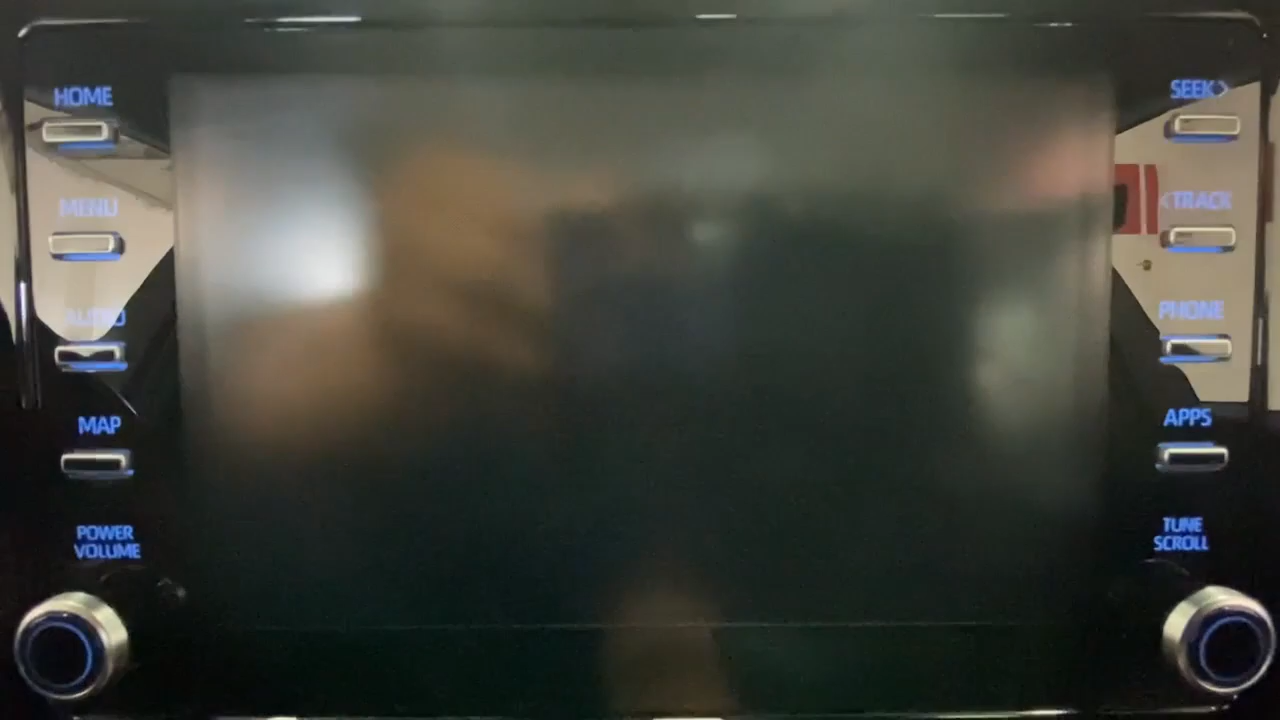 HOME
MENU
AUDIO
MAP
POWER
VOLUME
SEEK>
<TRACK
PHONE
APPS
TUNE
SCROLL